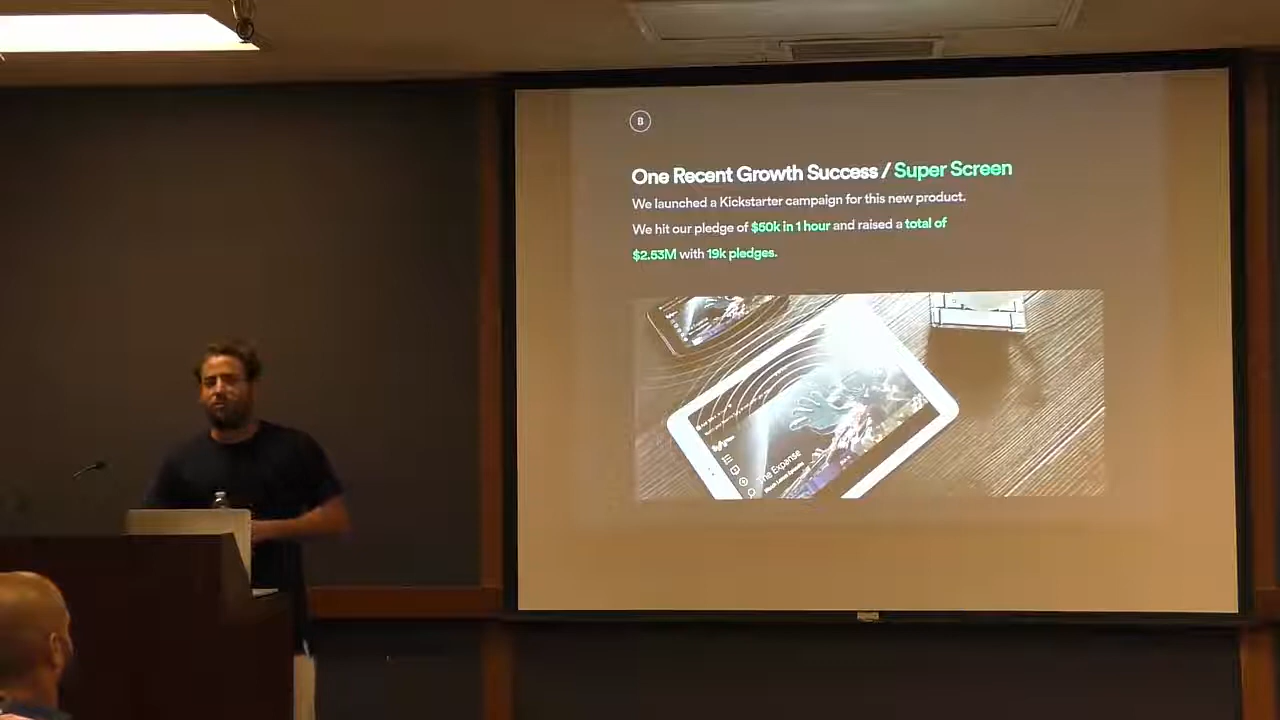 B
One Recent Growth Success / Super Screen
We launched a Kickstarter campaign for this new product.
We hit our pledge of $50k in 1 hour and raised a total of
$2.53M with 19k pledges.
The Expanse